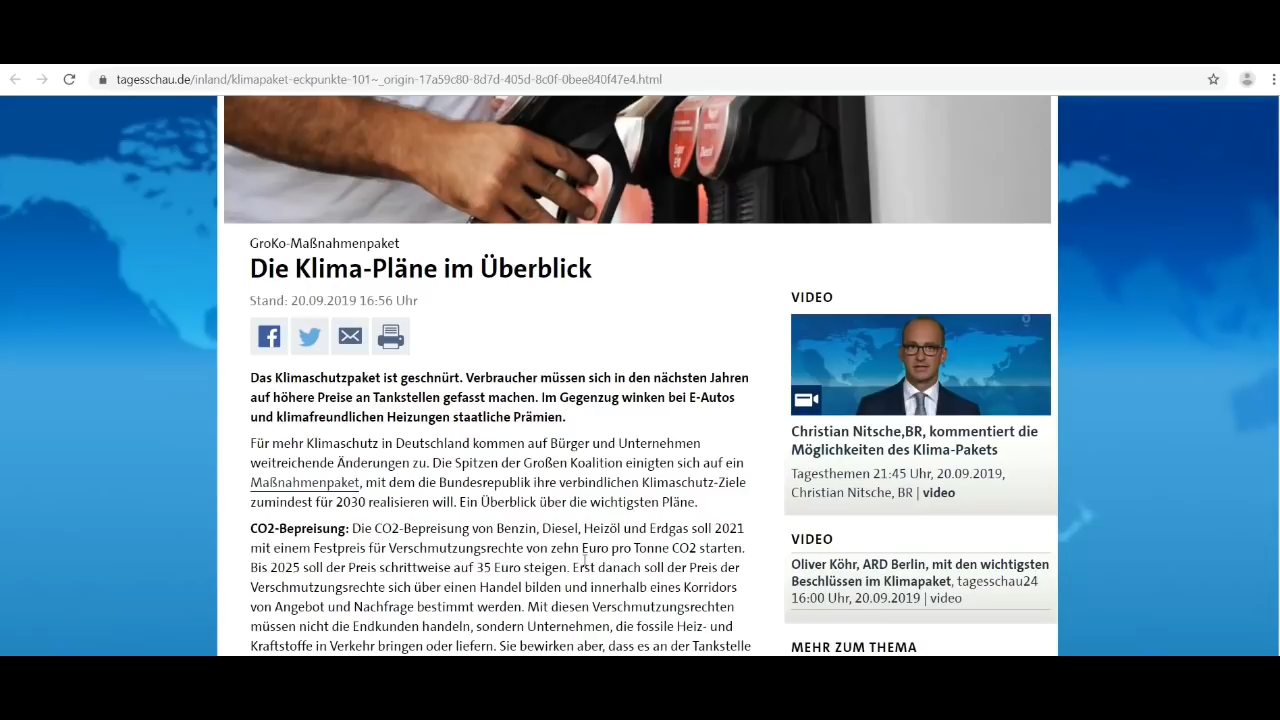 tagesschau.de/inland/klimapaket-eckpunkte-101~_origin-17a59c80-8d7d-405d-8c0f-0bee840f47e4.html
Super
E10
Diesel
GroKo-Maßnahmenpaket
Die Klima-Pläne im Überblick
Stand: 20.09.2019 16:56 Uhr
Das Klimaschutzpaket ist geschnürt. Verbraucher müssen sich in den nächsten Jahren
auf höhere Preise an Tankstellen gefasst machen. Im Gegenzug winken bei E-Autos
und klimafreundlichen Heizungen staatliche Prämien.
Für mehr Klimaschutz in Deutschland kommen auf Bürger und Unternehmen
weitreichende Änderungen zu. Die Spitzen der Großen Koalition einigten sich auf ein
Maßnahmenpaket, mit dem die Bundesrepublik ihre verbindlichen Klimaschutz-Ziele
zumindest für 2030 realisieren will. Ein Überblick über die wichtigsten Pläne.
CO2-Bepreisung: Die CO2-Bepreisung von Benzin, Diesel, Heizöl und Erdgas soll 2021
mit einem Festpreis für Verschmutzungsrechte von zehn Euro pro Tonne CO2 starten.
Bis 2025 soll der Preis schrittweise auf 35 Euro steigen. Erst danach soll der Preis der
Verschmutzungsrechte sich über einen Handel bilden und innerhalb eines Korridors
von Angebot und Nachfrage bestimmt werden. Mit diesen Verschmutzungsrechten
müssen nicht die Endkunden handeln, sondern Unternehmen, die fossile Heiz- und
Kraftstoffe in Verkehr bringen oder liefern. Sie bewirken aber, dass es an der Tankstelle
VIDEO
Christian Nitsche,BR, kommentiert die
Möglichkeiten des Klima-Pakets
Tagesthemen 21:45 Uhr, 20.09.2019,
Christian Nitsche, BR | video
VIDEO
Oliver Köhr, ARD Berlin, mit den wichtigsten
Beschlüssen im Klimapaket, tagesschau24
16:00 Uhr, 20.09.2019 | video
MEHR ZUM THEMA